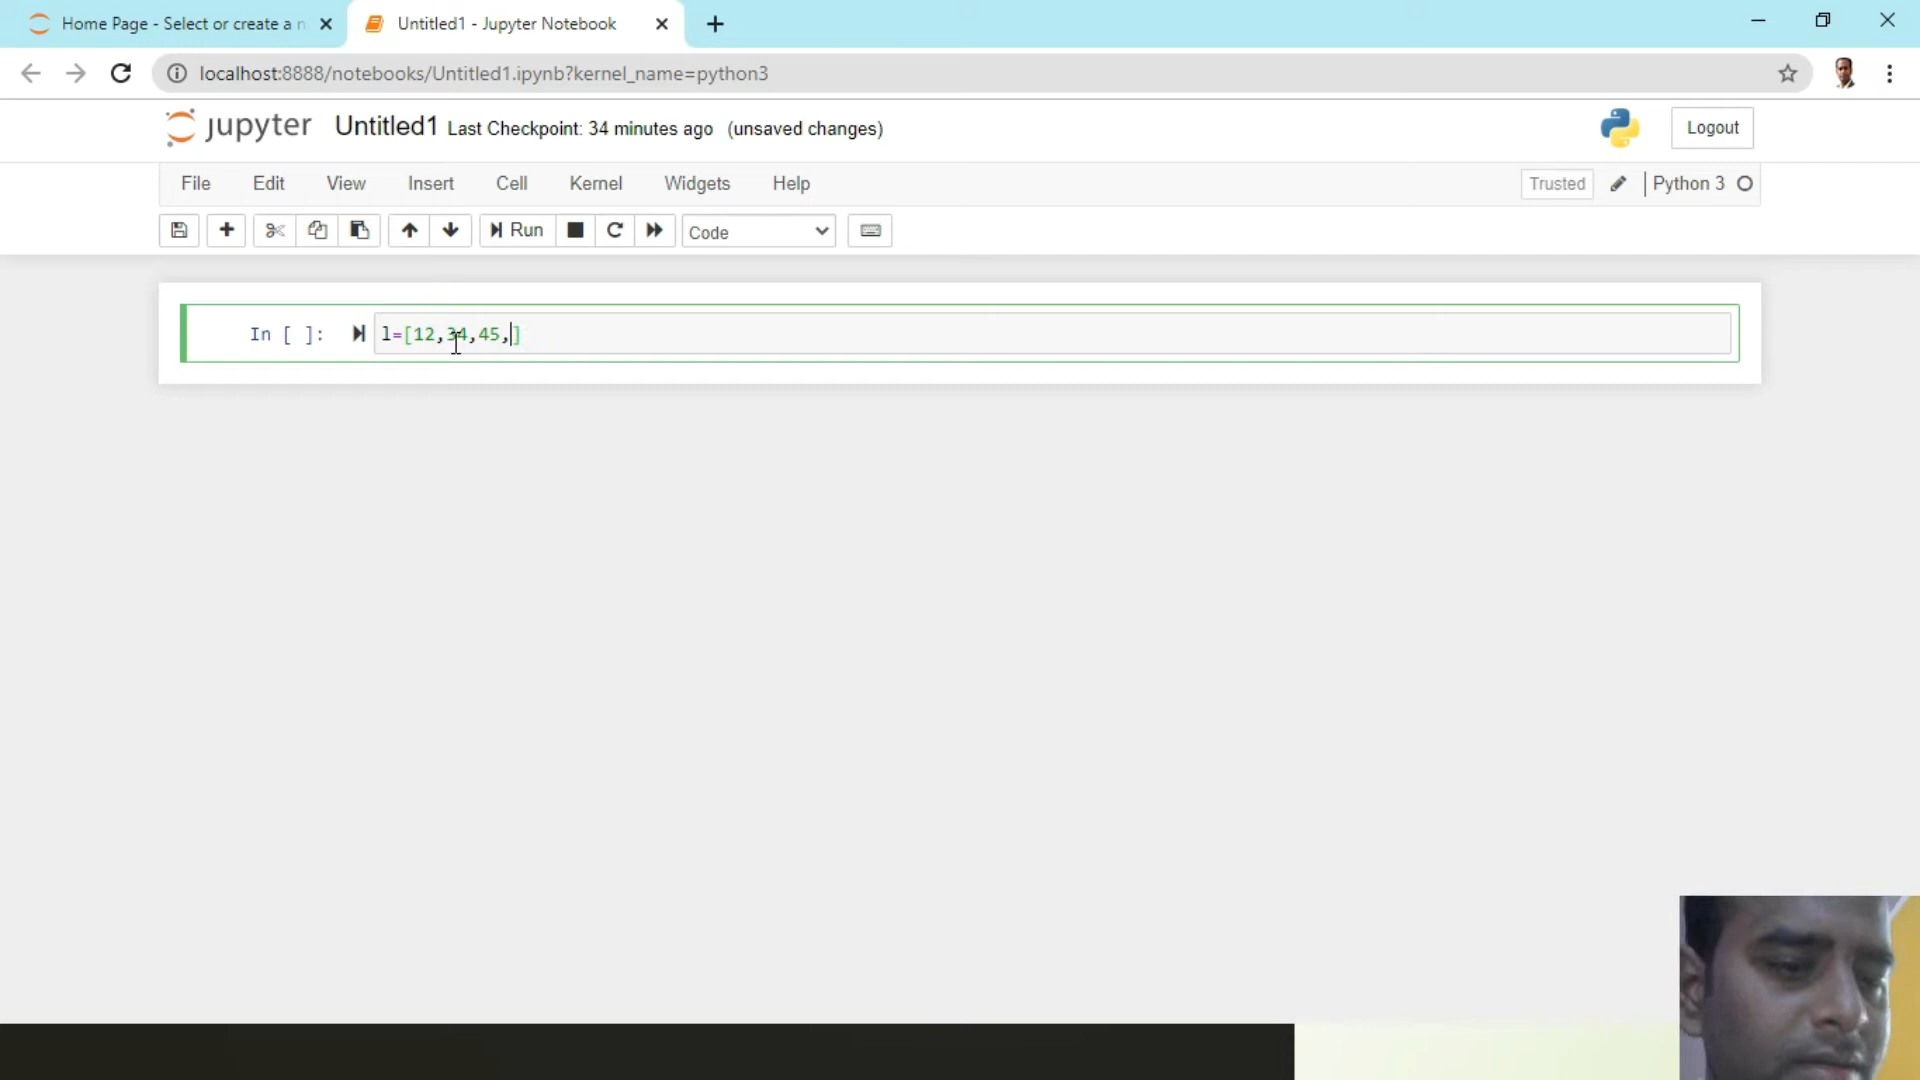 Home Page - Select or create a n
Untitled1 - Jupyter Notebook
localhost:8888/notebooks/Untitled1.ipynb?kernel_name=python3
jupyter Untitled1 Last Checkpoint: 34 minutes ago (unsaved changes)
Logout
File Edit View Insert Cell Kernel Widgets Help
Trusted
Python 3
Run
Code
In [ ]:
l=[12,34,45,]